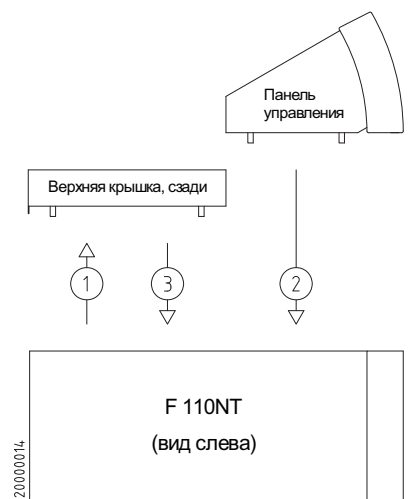 Панель
управления
Верхняя крышка, сзади
1
3
2
F 110NT
(вид слева)
20000014